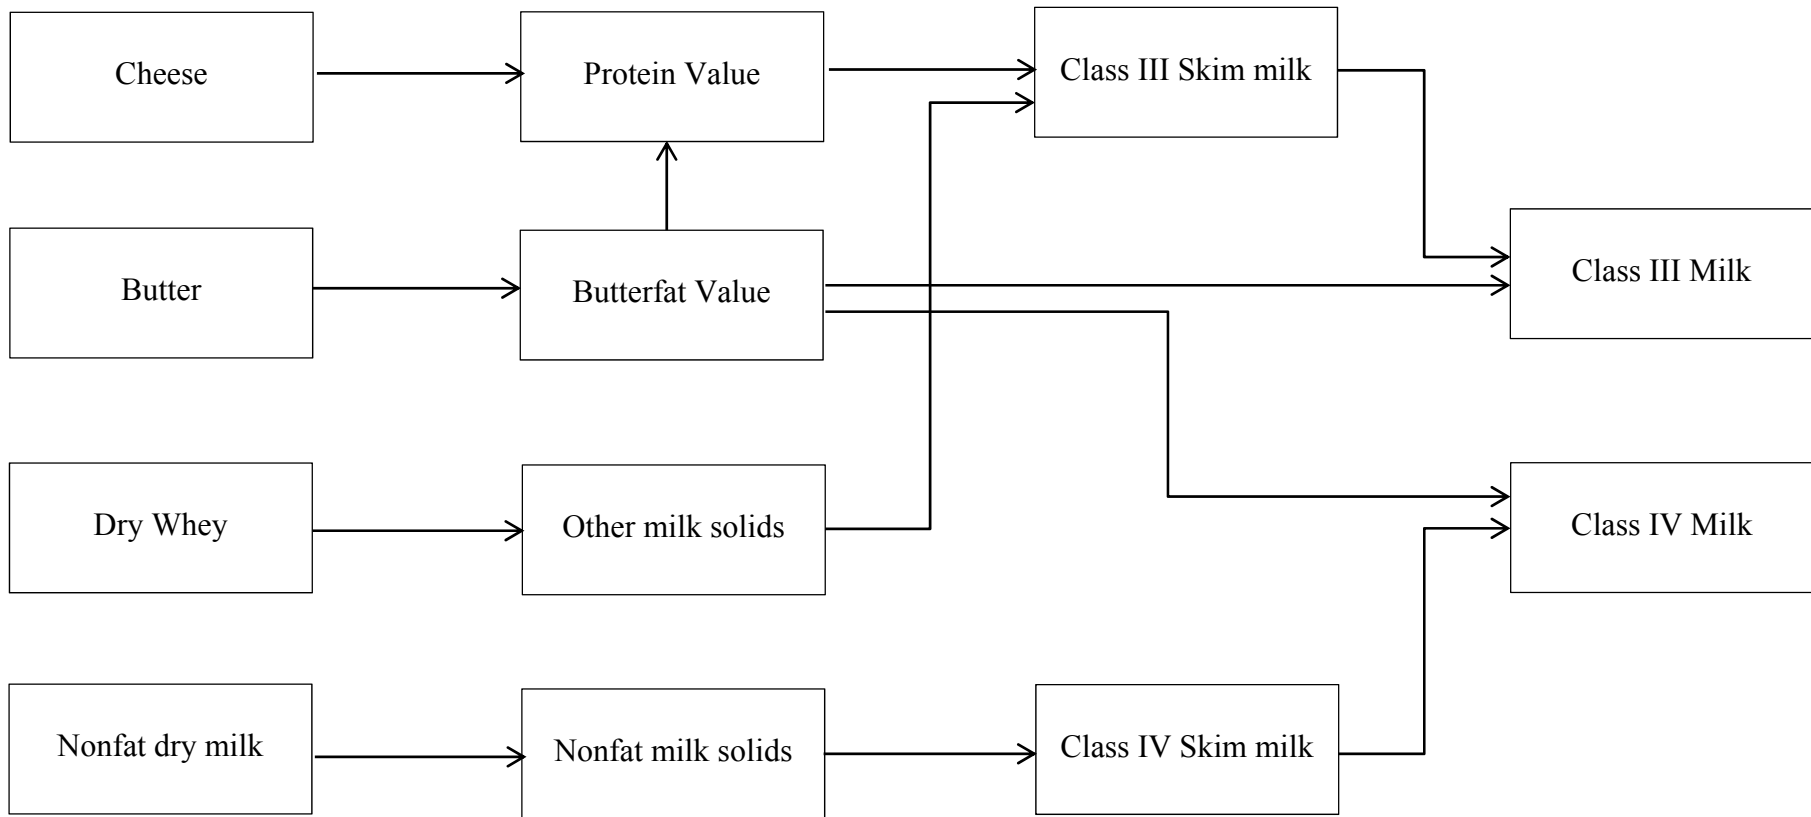 Cheese
Protein Value
Class III Skim milk
Butter
Butterfat Value
Class III Milk
Dry Whey
Other milk solids
Class IV Milk
Nonfat dry milk
Nonfat milk solids
Class IV Skim milk